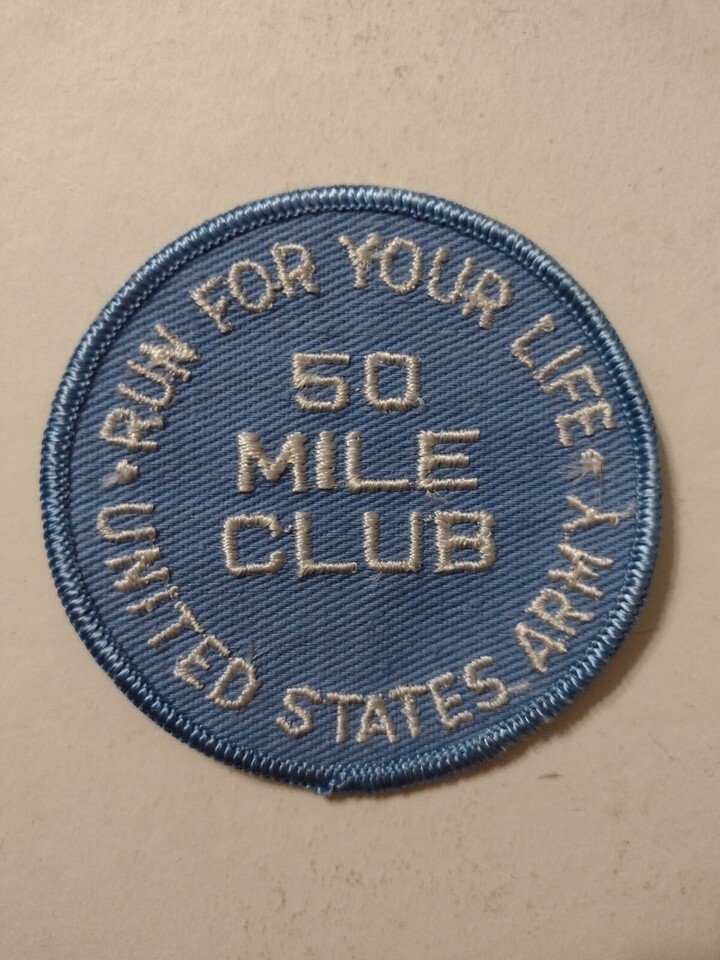 RUN FOR YOUR LIFE
50
MILE
CLUB
UNITED STATES ARMY